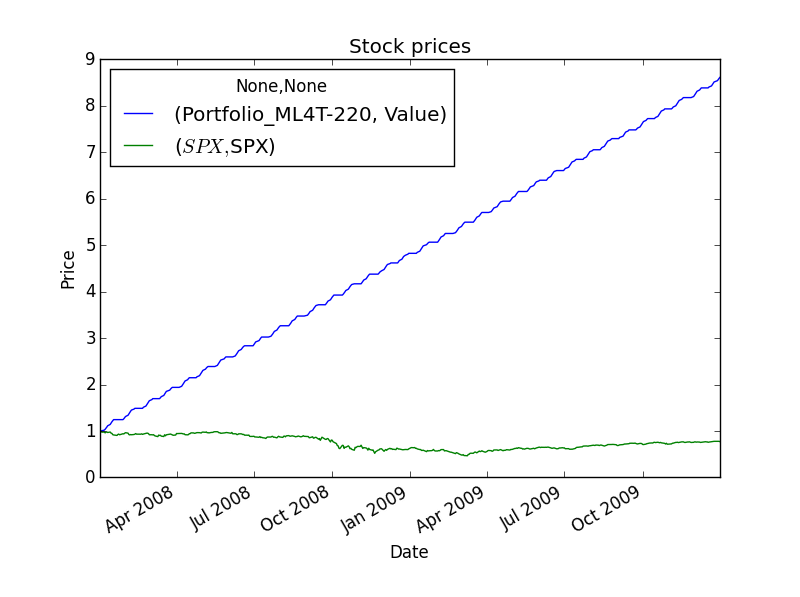 Stock prices
None,None
(Portfolio_ML4T-220, Value)
(SPX,SPX)
9
8
7
6
5
4
3
2
1
0
Price
Apr 2008
Jul 2008
Oct 2008
Jan 2009
Apr 2009
Jul 2009
Oct 2009
Date